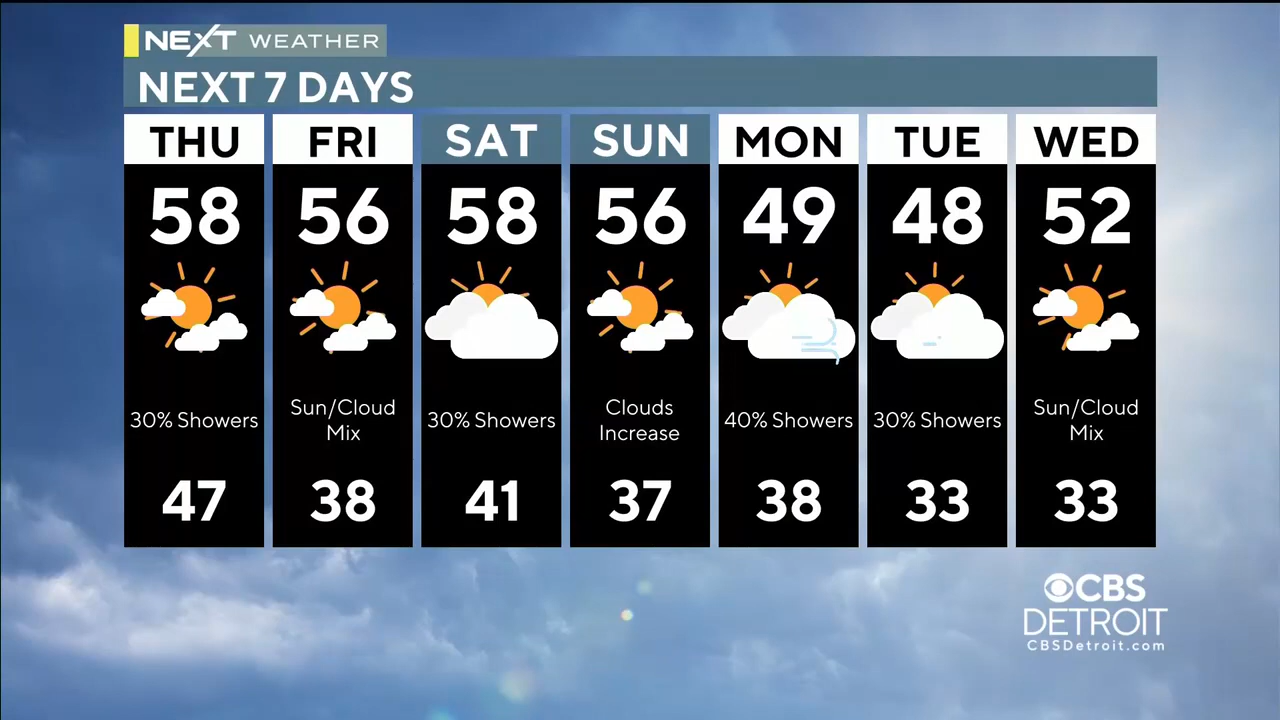 NEXT WEATHER
NEXT 7 DAYS
THU FRI SAT SUN MON TUE WED
58 56 58 56 49 48 52
30% Showers
Sun/Cloud
Mix
30% Showers
Clouds
Increase
40% Showers
30% Showers
Sun/Cloud
Mix
47 38 41 37 38 33 33
CBS
DETROIT
CBSDetroit.com